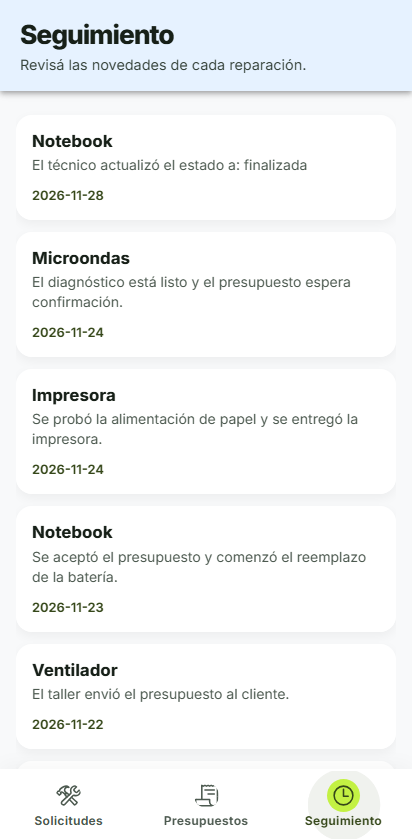 Seguimiento
Revisá las novedades de cada reparación.
Notebook
El técnico actualizó el estado a: finalizada
2026-11-28
Microondas
El diagnóstico está listo y el presupuesto espera
confirmación.
2026-11-24
Impresora
Se probó la alimentación de papel y se entregó la
impresora.
2026-11-24
Notebook
Se aceptó el presupuesto y comenzó el reemplazo
de la batería.
2026-11-23
Ventilador
El taller envió el presupuesto al cliente.
2026-11-22
Solicitudes
Presupuestos
Seguimiento